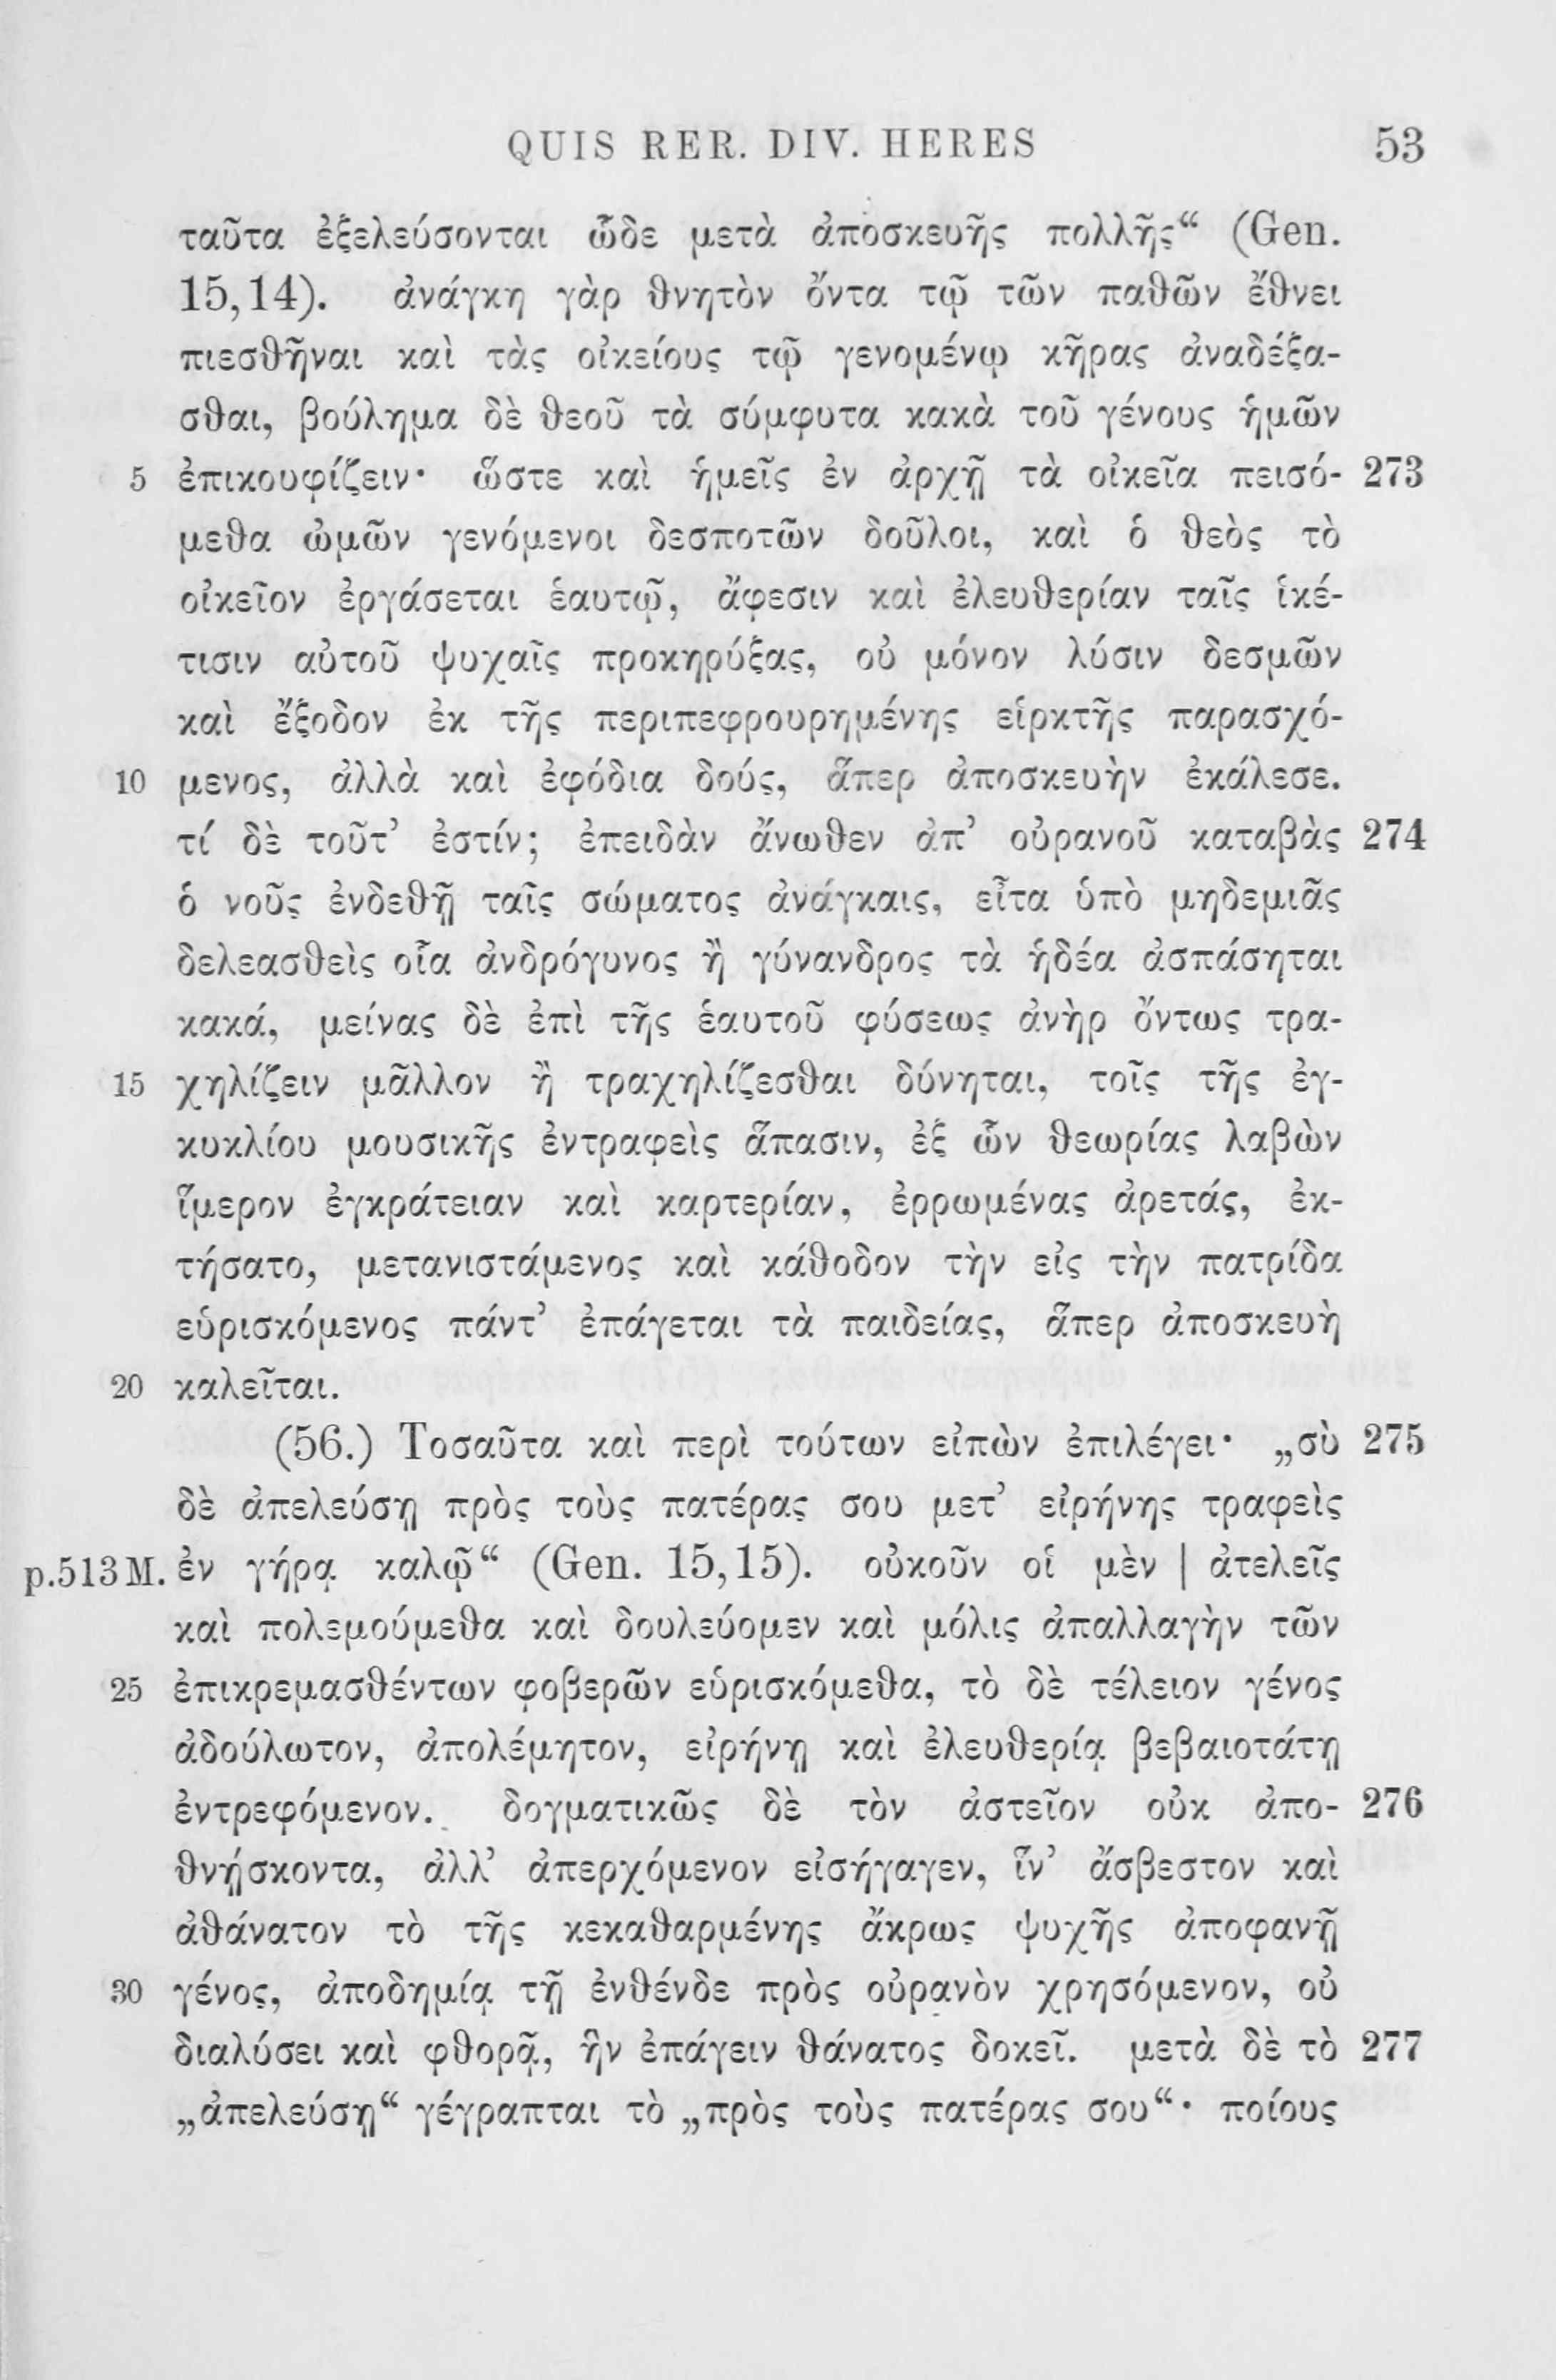 QUIS RER. DIV. HERES 53
ταῦτα ἐξελεύσονται ὧδε μετὰ ἀποσκευῆς πολλῆς“ (Gen.
15,14). ἀνάγκη γὰρ θνητὸν ὄντα τῷ τῶν παθῶν ἔθνει
πιεσθῆναι καὶ τὰς οἰκείους τῷ γενομένῳ κῆρας ἀναδέξα-
σθαι, βούλημα δὲ θεοῦ τὰ σύμφυτα κακὰ τοῦ γένους ἡμῶν
5 ἐπικουφίζειν· ὥστε καὶ ἡμεῖς ἐν ἀρχῇ τὰ οἰκεῖα πεισό- 273
μεθα ὠμῶν γενόμενοι δεσποτῶν δοῦλοι, καὶ ὁ θεὸς τὸ
οἰκεῖον ἐργάσεται ἑαυτῷ, ἄφεσιν καὶ ἐλευθερίαν ταῖς ἱκέ-
τισιν αὐτοῦ ψυχαῖς προκηρύξας, οὐ μόνον λύσιν δεσμῶν
καὶ ἔξοδον ἐκ τῆς περιπεφρουρημένης εἱρκτῆς παρασχό-
10 μενος, ἀλλὰ καὶ ἐφόδια δούς, ἅπερ ἀποσκευὴν ἐκάλεσε.
τί δὲ τοῦτ’ ἐστίν; ἐπειδὰν ἄνωθεν ἀπ’ οὐρανοῦ καταβὰς 274
ὁ νοῦς ἐνδεθῇ ταῖς σώματος ἀνάγκαις, εἶτα ὑπὸ μηδεμιᾶς
δελεασθεὶς οἷα ἀνδρόγυνος ἢ γύνανδρος τὰ ἡδέα ἀσπάσηται
κακά, μείνας δὲ ἐπὶ τῆς ἑαυτοῦ φύσεως ἀνὴρ ὄντως τρα-
15 χηλίζειν μᾶλλον ἢ τραχηλίζεσθαι δύνηται, τοῖς τῆς ἐγ-
κυκλίου μουσικῆς ἐντραφεὶς ἅπασιν, ἐξ ὧν θεωρίας λαβὼν
ἵμερον ἐγκράτειαν καὶ καρτερίαν, ἐρρωμένας ἀρετάς, ἐκ-
τήσατο, μετανιστάμενος καὶ κάθοδον τὴν εἰς τὴν πατρίδα
εὑρισκόμενος πάντ’ ἐπάγεται τὰ παιδείας, ἅπερ ἀποσκευὴ
20 καλεῖται.
(56.) Τοσαῦτα καὶ περὶ τούτων εἰπὼν ἐπιλέγει· „σὺ 275
δὲ ἀπελεύσῃ πρὸς τοὺς πατέρας σου μετ’ εἰρήνης τραφεὶς
p.513M. ἐν γήρᾳ καλῷ“ (Gen. 15,15). οὐκοῦν οἱ μὲν | ἀτελεῖς
καὶ πολεμούμεθα καὶ δουλεύομεν καὶ μόλις ἀπαλλαγὴν τῶν
25 ἐπικρεμασθέντων φοβερῶν εὑρισκόμεθα, τὸ δὲ τέλειον γένος
ἀδούλωτον, ἀπολέμητον, εἰρήνῃ καὶ ἐλευθερίᾳ βεβαιοτάτῃ
ἐντρεφόμενον. δογματικῶς δὲ τὸν ἀστεῖον οὐκ ἀπο- 276
θνῄσκοντα, ἀλλ’ ἀπερχόμενον εἰσήγαγεν, ἵν’ ἄσβεστον καὶ
ἀθάνατον τὸ τῆς κεκαθαρμένης ἄκρως ψυχῆς ἀποφανῇ
30 γένος, ἀποδημίᾳ τῇ ἐνθένδε πρὸς οὐρανὸν χρησόμενον, οὐ
διαλύσει καὶ φθορᾷ, ἣν ἐπάγειν θάνατος δοκεῖ. μετὰ δὲ τὸ 277
„ἀπελεύσῃ“ γέγραπται τὸ „πρὸς τοὺς πατέρας σου“· ποίους